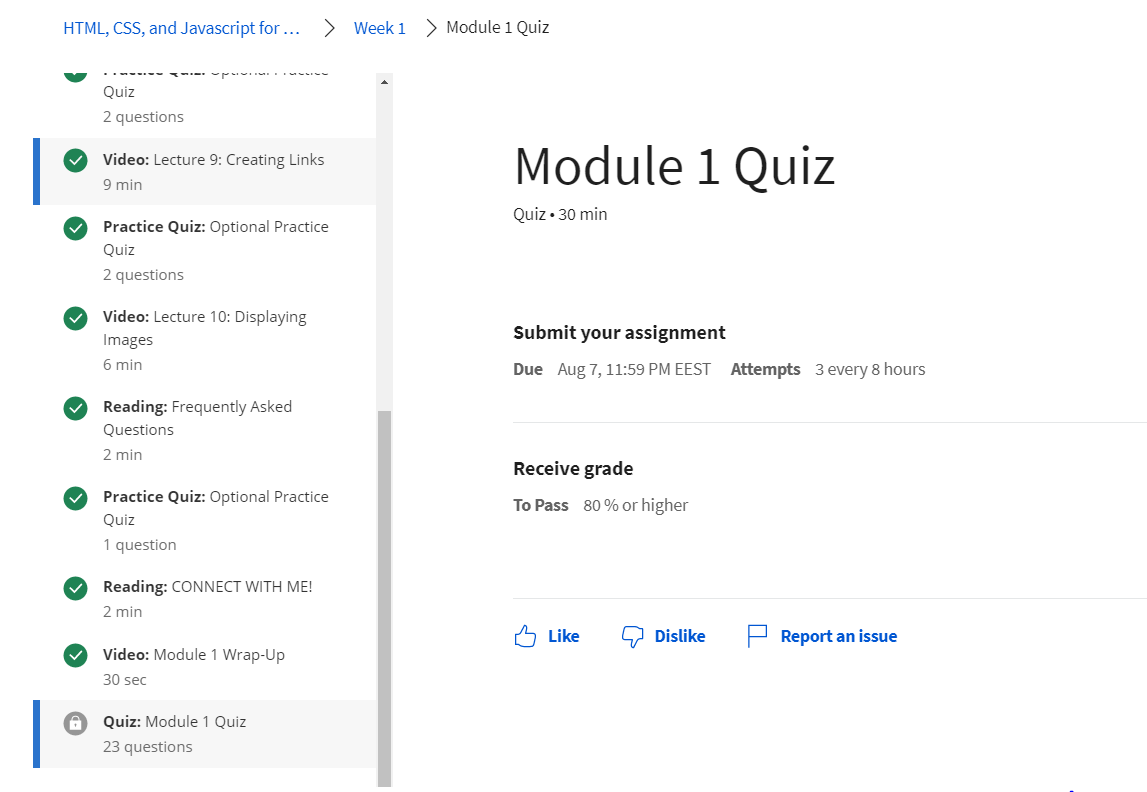 HTML, CSS, and Javascript for ... Week 1 Module 1 Quiz
Practice Quiz: Optional Practice
Quiz
2 questions
Video: Lecture 9: Creating Links
9 min
Practice Quiz: Optional Practice
Quiz
2 questions
Video: Lecture 10: Displaying
Images
6 min
Reading: Frequently Asked
Questions
2 min
Practice Quiz: Optional Practice
Quiz
1 question
Reading: CONNECT WITH ME!
2 min
Video: Module 1 Wrap-Up
30 sec
Quiz: Module 1 Quiz
23 questions
Module 1 Quiz
Quiz • 30 min
Submit your assignment
Due Aug 7, 11:59 PM EEST Attempts 3 every 8 hours
Receive grade
To Pass 80 % or higher
Like Dislike Report an issue